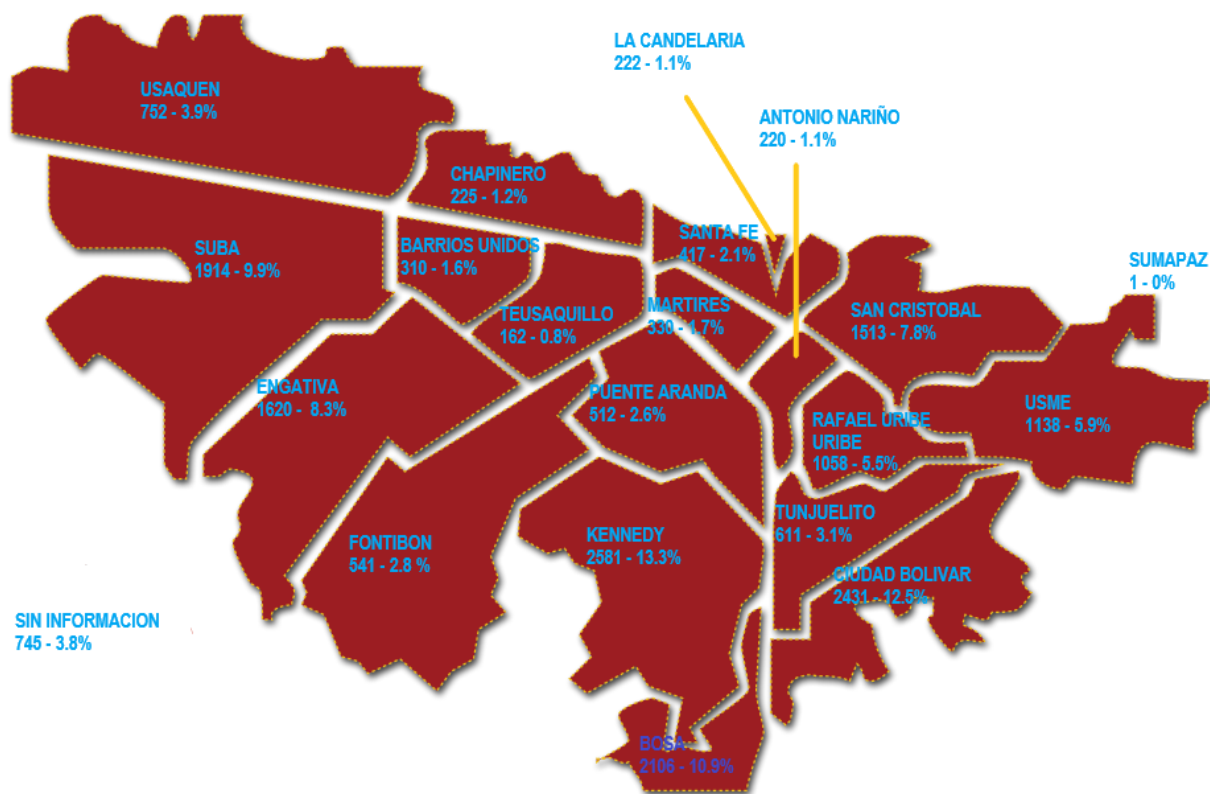 LA CANDELARIA
222 - 1.1%
USAQUEN
752 - 3.9%
ANTONIO NARIÑO
220 - 1.1%
CHAPINERO
225 - 1.2%
SUBA
1914 - 9.9%
BARRIOS UNIDOS
310 - 1.6%
SANTA FE
417 - 2.1%
SUMAPAZ
1 - 0%
TEUSAQUILLO
162 - 0.8%
MARTIRES
330 - 1.7%
SAN CRISTOBAL
1513 - 7.8%
ENGATIVA
1620 - 8.3%
PUENTE ARANDA
512 - 2.6%
USME
1138 - 5.9%
RAFAEL URIBE
URIBE
1058 - 5.5%
TUNJUELITO
611 - 3.1%
FONTIBON
541 - 2.8 %
KENNEDY
2581 - 13.3%
CIUDAD BOLIVAR
2431 - 12.5%
SIN INFORMACION
745 - 3.8%
BOSA
2106 - 10.9%